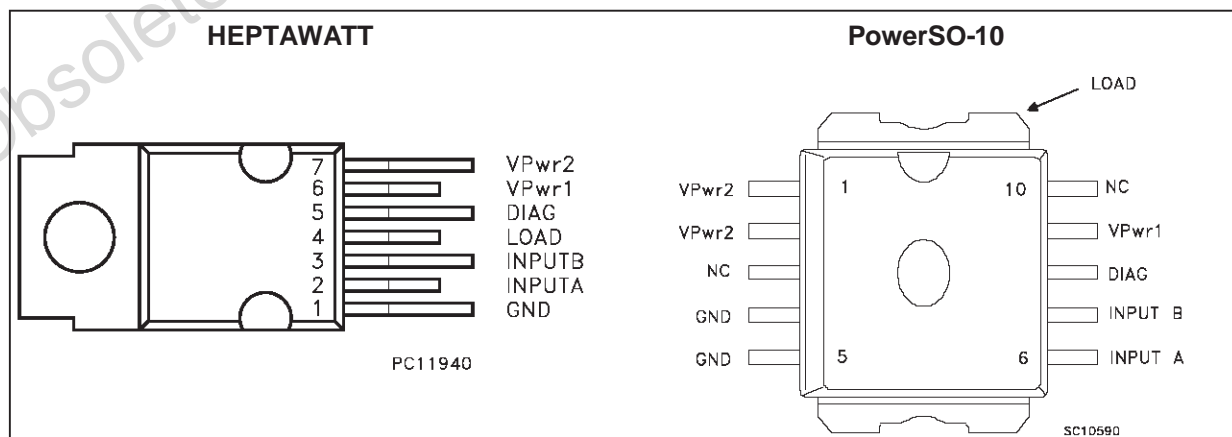 obsolete
HEPTAWATT
7 VPwr2
6 VPwr1
5 DIAG
4 LOAD
3 INPUTB
2 INPUTA
1 GND
PC11940
PowerSO-10
LOAD
VPwr2 1 10 NC
VPwr2 VPwr1
NC DIAG
GND INPUT B
GND 5 6 INPUT A
SC10590